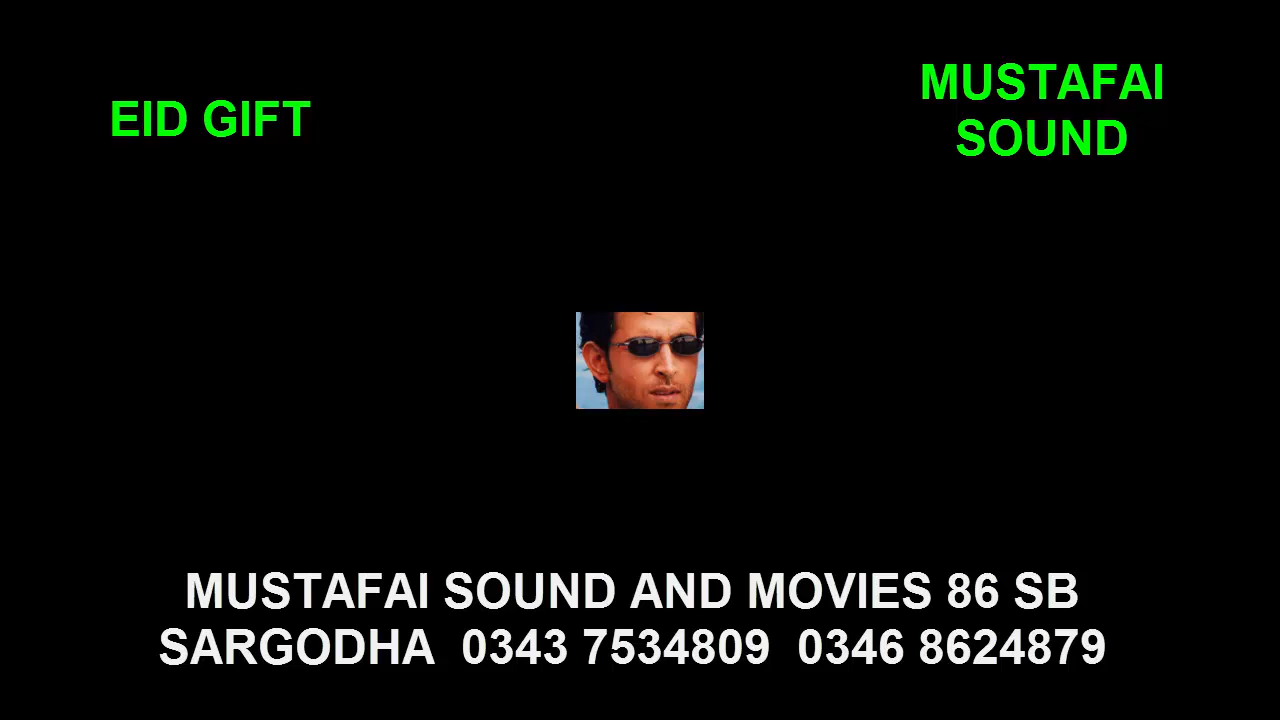 EID GIFT
MUSTAFAI
SOUND
MUSTAFAI SOUND AND MOVIES 86 SB
SARGODHA 0343 7534809 0346 8624879